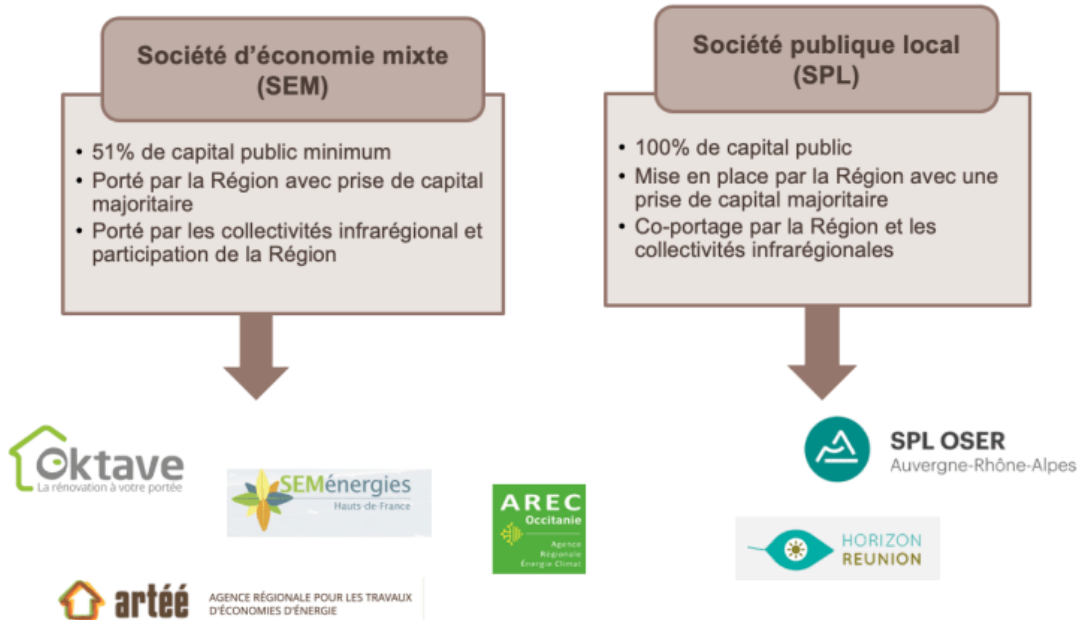 Société d'économie mixte
(SEM)
• 51% de capital public minimum
• Porté par la Région avec prise de capital
majoritaire
• Porté par les collectivités infrarégional et
participation de la Région
Société publique local
(SPL)
• 100% de capital public
• Mise en place par la Région avec une
prise de capital majoritaire
• Co-portage par la Région et les
collectivités infrarégionales
Oktave
La rénovation à votre portée
SEMénergies
Hauts-de-France
AREC
Occitanie
Agence
Régionale
Énergie Climat
SPL OSER
Auvergne-Rhône-Alpes
HORIZON
REUNION
artéé
AGENCE RÉGIONALE POUR LES TRAVAUX
D'ÉCONOMIES D'ÉNERGIE